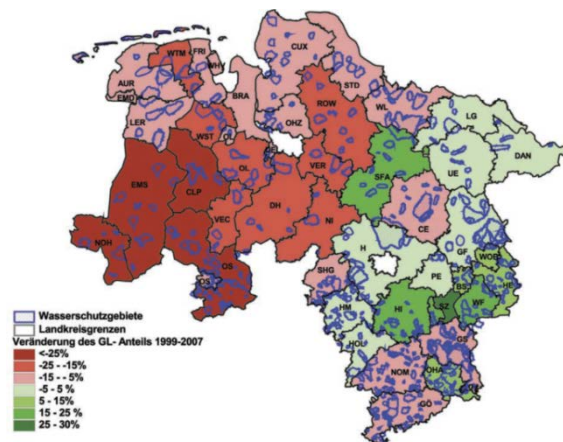 WTM
FRI
WHV
CUX
AUR
EMD
STD
BRA
LER
OHZ
ROW
WL
LG
WST
DAN
OL
VER
SFA
UE
EMS
CLP
DH
NI
CE
VEC
NOH
H
GF
WOB
OS
OS
SHG
PE
BS
HE
HM
HI
SZ
WF
HOL
GS
NOM
OHA
GÖ
Wasserschutzgebiete
Landkreisgrenzen
Veränderung des GL- Anteils 1999-2007
<-25%
-25 - -15%
-15 - -5%
-5 - 5 %
5 - 15%
15 - 25 %
25 - 30%